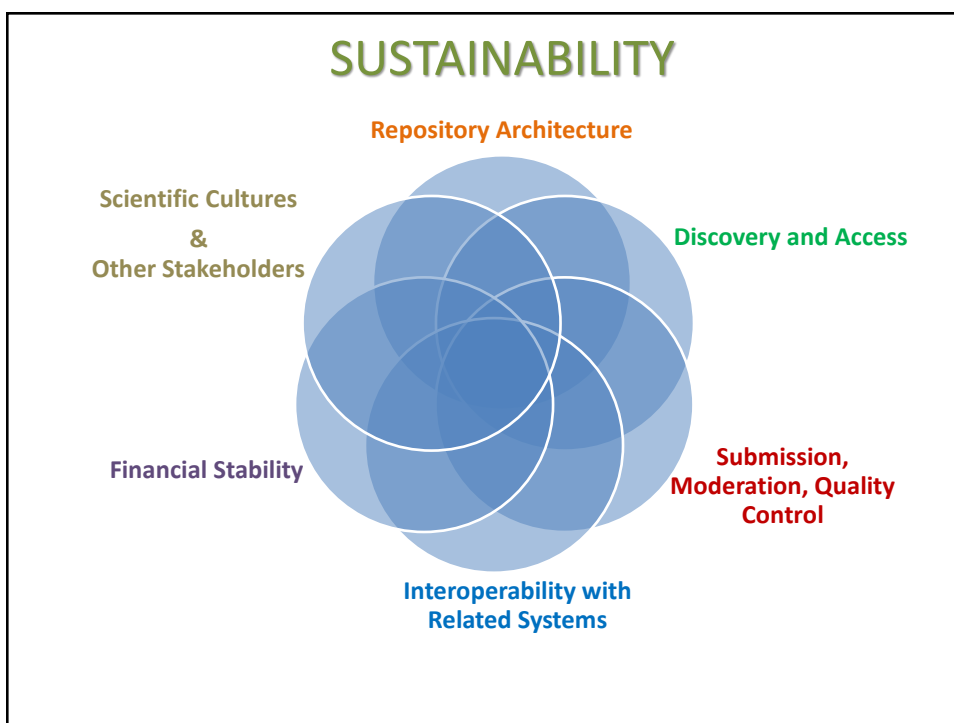 SUSTAINABILITY
Repository Architecture
Scientific Cultures
&
Other Stakeholders
Discovery and Access
Financial Stability
Submission,
Moderation, Quality
Control
Interoperability with
Related Systems